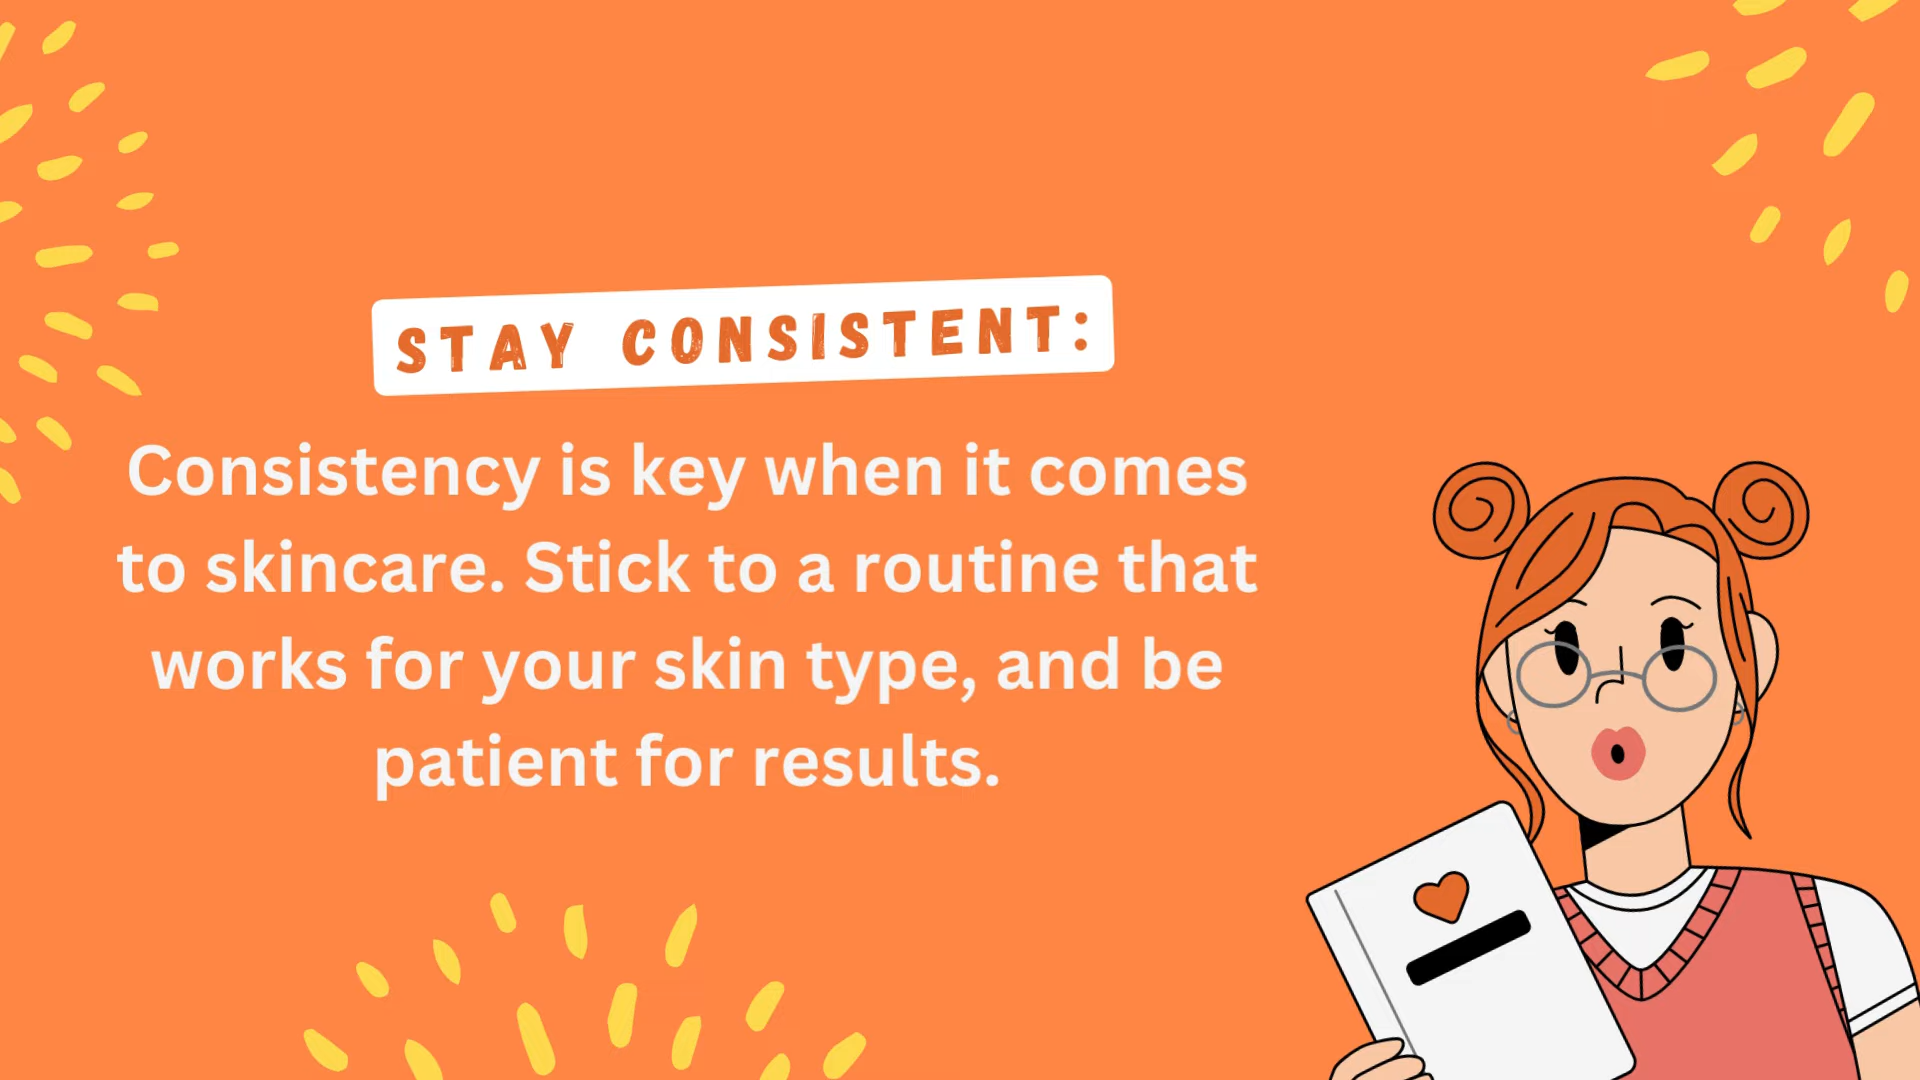 STAY CONSISTENT:
Consistency is key when it comes
to skincare. Stick to a routine that
works for your skin type, and be
patient for results.